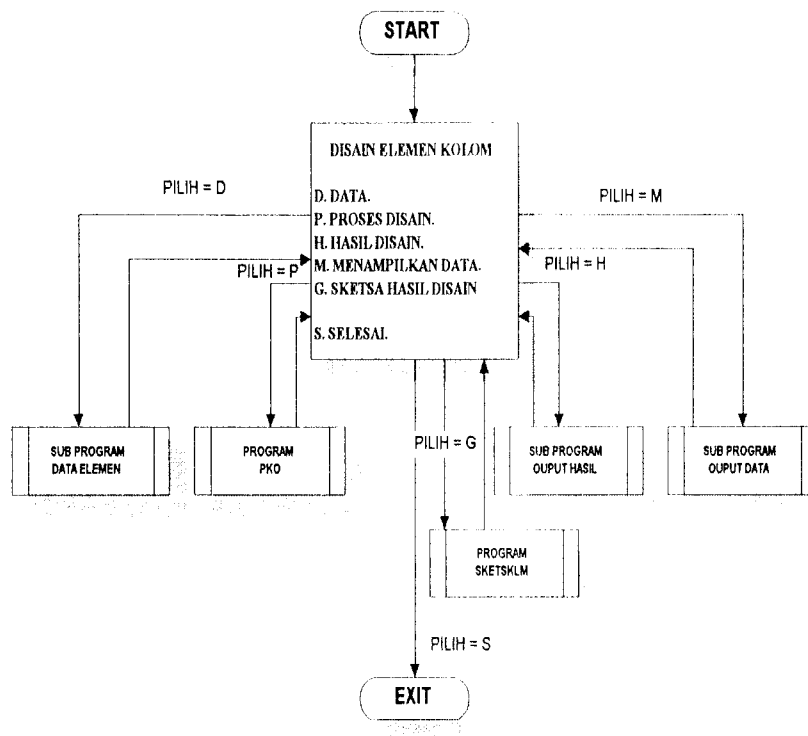 START
DISAIN ELEMEN KOLOM
D. DATA.
P. PROSES DISAIN.
H. HASIL DISAIN.
M. MENAMPILKAN DATA.
G. SKETSA HASIL DISAIN
S. SELESAI.
PILIH = D
PILIH = M
PILIH = P
PILIH = H
SUB PROGRAM
DATA ELEMEN
PROGRAM
PKO
PILIH = G
SUB PROGRAM
OUPUT HASIL
SUB PROGRAM
OUPUT DATA
PROGRAM
SKETSKLM
PILIH = S
EXIT